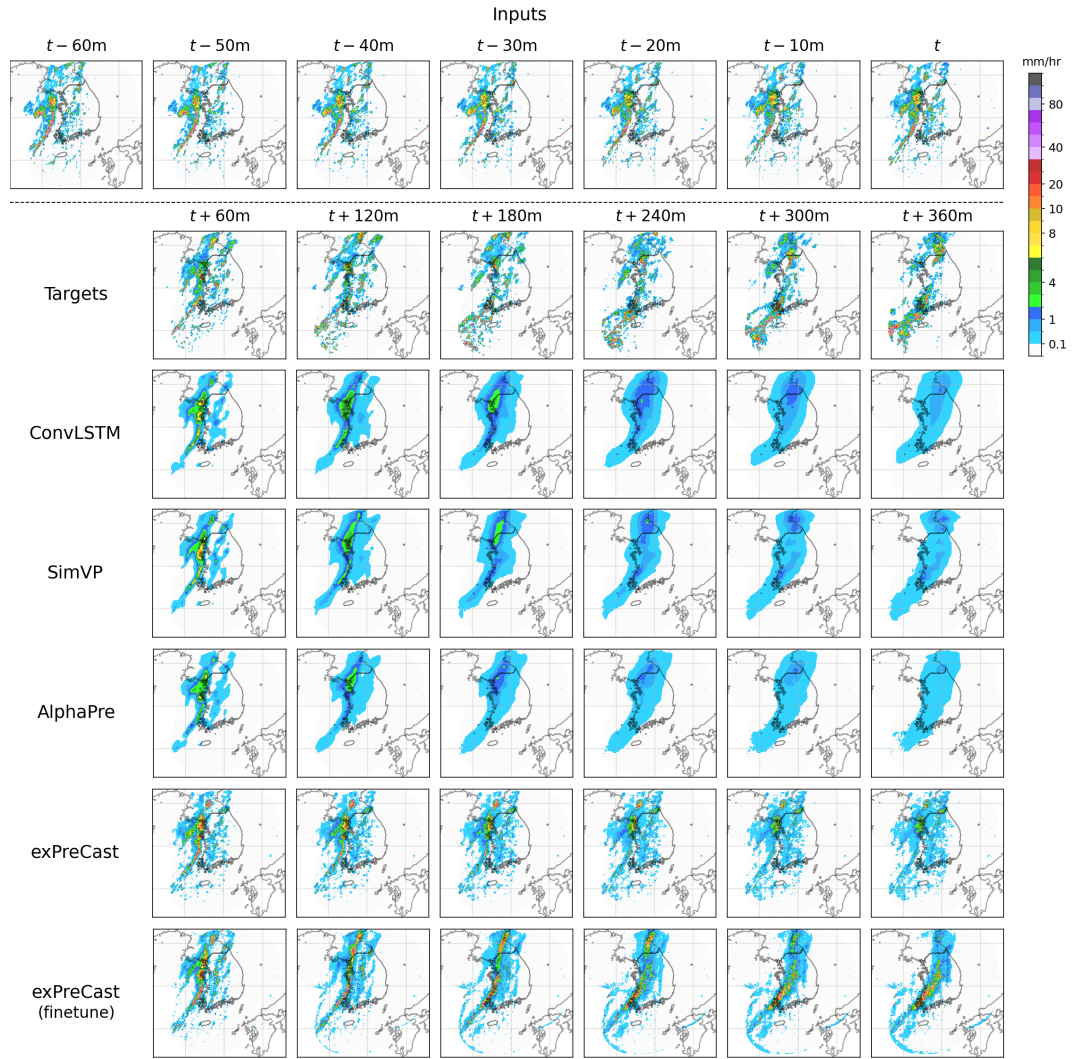 Inputs
t − 60m t − 50m t − 40m t − 30m t − 20m t − 10m t
mm/hr
80
40
20
10
8
4
1
0.1
t + 60m t + 120m t + 180m t + 240m t + 300m t + 360m
Targets
ConvLSTM
SimVP
AlphaPre
exPreCast
exPreCast
(finetune)